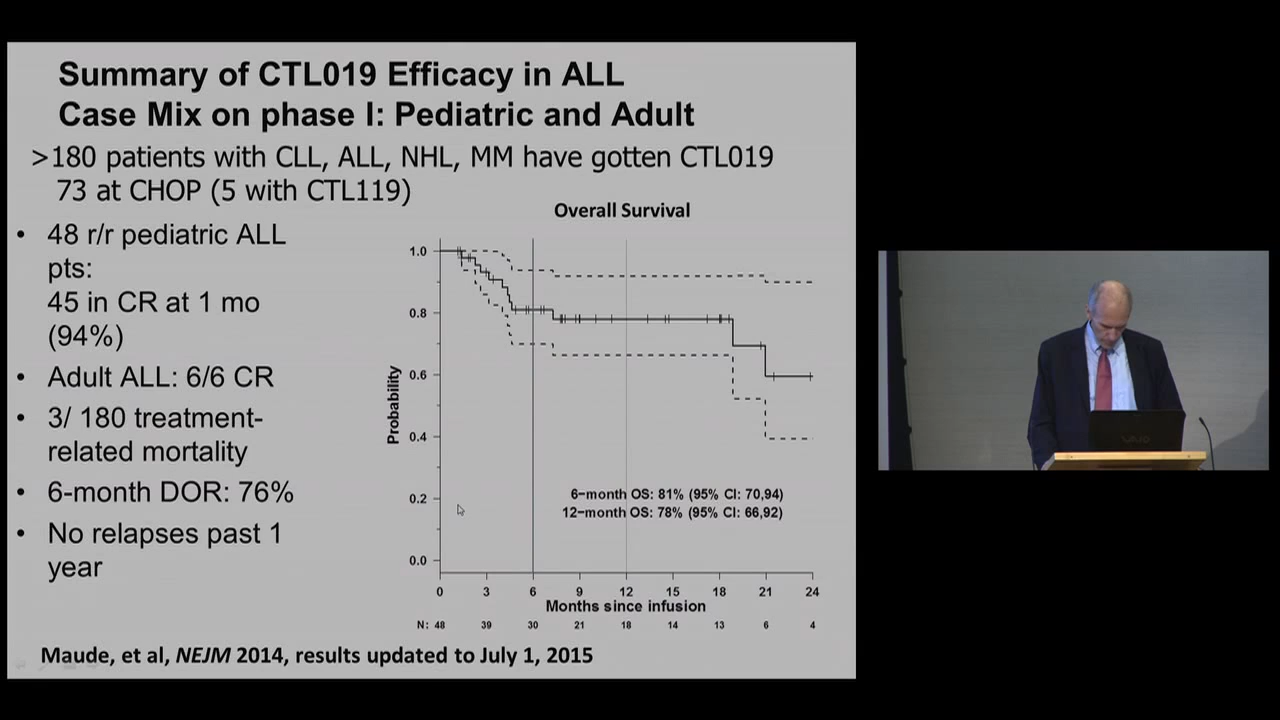 Summary of CTL019 Efficacy in ALL
Case Mix on phase I: Pediatric and Adult
>180 patients with CLL, ALL, NHL, MM have gotten CTL019
73 at CHOP (5 with CTL119)
• 48 r/r pediatric ALL
pts:
45 in CR at 1 mo
(94%)
• Adult ALL: 6/6 CR
• 3/ 180 treatment-
related mortality
• 6-month DOR: 76%
• No relapses past 1
year
Overall Survival
Probability
1.0
0.8
0.6
0.4
0.2
0.0
6−month OS: 81% (95% CI: 70,94)
12−month OS: 78% (95% CI: 66,92)
0 3 6 9 12 15 18 21 24
Months since infusion
N: 48 39 30 21 18 14 13 6 4
Maude, et al, NEJM 2014, results updated to July 1, 2015
VAIO